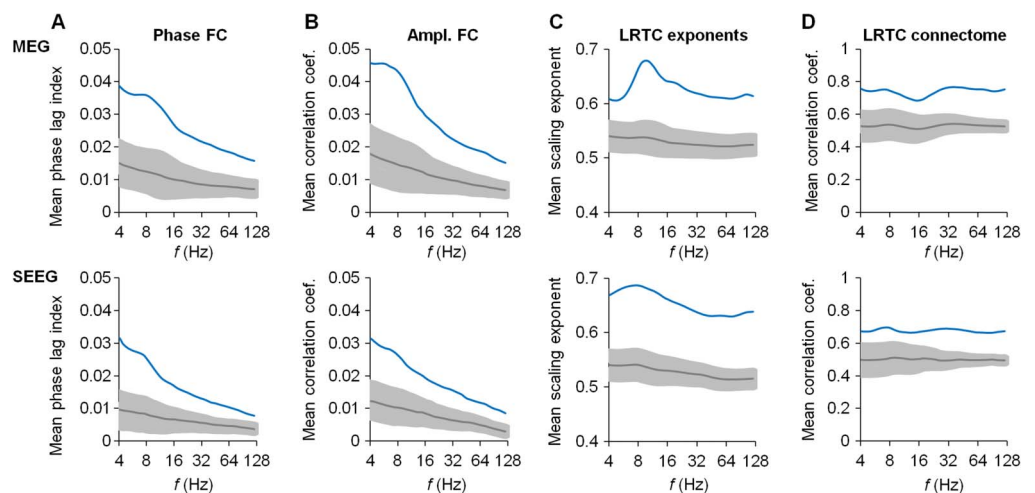 A B C D
Phase FC Ampl. FC LRTC exponents LRTC connectome
MEG
0.05 0.05 0.7 1
0.04 0.04 0.8
0.03 0.03 0.6 0.6
0.02 0.02 0.5 0.4
0.01 0.01 0.2
0 0 0.4 0
Mean phase lag index
Mean correlation coef.
Mean scaling exponent
Mean correlation coef.
4 8 16 32 64 128 4 8 16 32 64 128 4 8 16 32 64 128 4 8 16 32 64 128
f (Hz) f (Hz) f (Hz) f (Hz)
SEEG
0.05 0.05 0.7 1
0.04 0.04 0.8
0.03 0.03 0.6 0.6
0.02 0.02 0.5 0.4
0.01 0.01 0.2
0 0 0.4 0
Mean phase lag index
Mean correlation coef.
Mean scaling exponent
Mean correlation coef.
4 8 16 32 64 128 4 8 16 32 64 128 4 8 16 32 64 128 4 8 16 32 64 128
f (Hz) f (Hz) f (Hz) f (Hz)